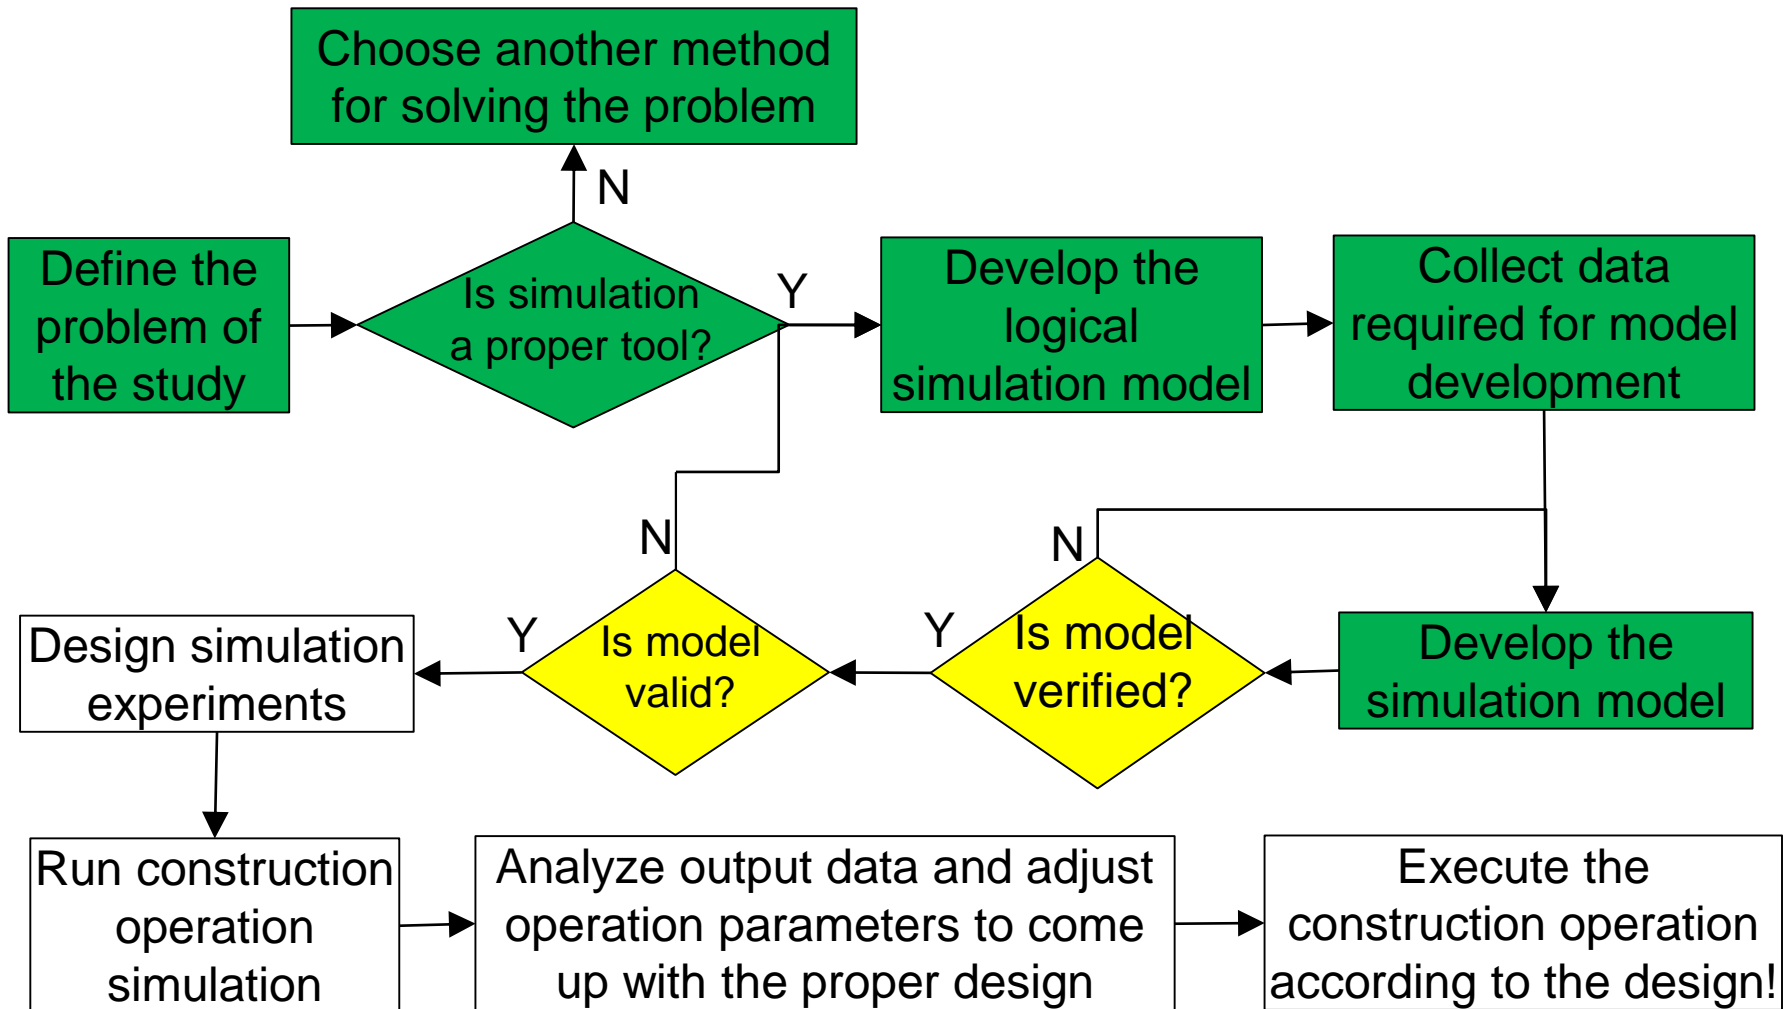 Choose another method
for solving the problem
N
Define the
problem of
the study
Is simulation
a proper tool?
Y
Develop the
logical
simulation model
Collect data
required for model
development
N
N
Design simulation
experiments
Y
Is model
valid?
Y
Is model
verified?
Develop the
simulation model
Run construction
operation
simulation
Analyze output data and adjust
operation parameters to come
up with the proper design
Execute the
construction operation
according to the design!